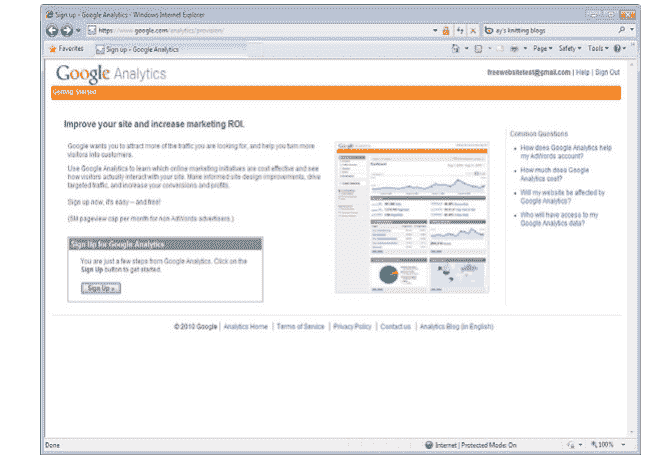 Sign up - Google Analytics - Windows Internet Explorer
https://www.google.com/analytics/provision/
ay's knitting blogs
Favorites
Sign up - Google Analytics
Page
Safety
Tools
Google Analytics
freewebsitetest@gmail.com | Help | Sign Out
Getting Started
Improve your site and increase marketing ROI.
Google wants you to attract more of the traffic you are looking for, and help you turn more
visitors into customers.
Use Google Analytics to learn which online marketing initiatives are cost effective and see
how visitors actually interact with your site. Make informed site design improvements, drive
targeted traffic, and increase your conversions and profits.
Sign up now, it's easy - and free!
(5M pageview cap per month for non AdWords advertisers.)
Sign Up for Google Analytics
You are just a few steps from Google Analytics. Click on the
Sign Up button to get started.
Sign Up »
Common Questions
How does Google Analytics help
my AdWords account?
How much does Google
Analytics cost?
Will my website be affected by
Google Analytics?
Who will have access to my
Google Analytics data?
© 2010 Google | Analytics Home | Terms of Service | Privacy Policy | Contact us | Analytics Blog (in English)
Done
Internet | Protected Mode: On
100%